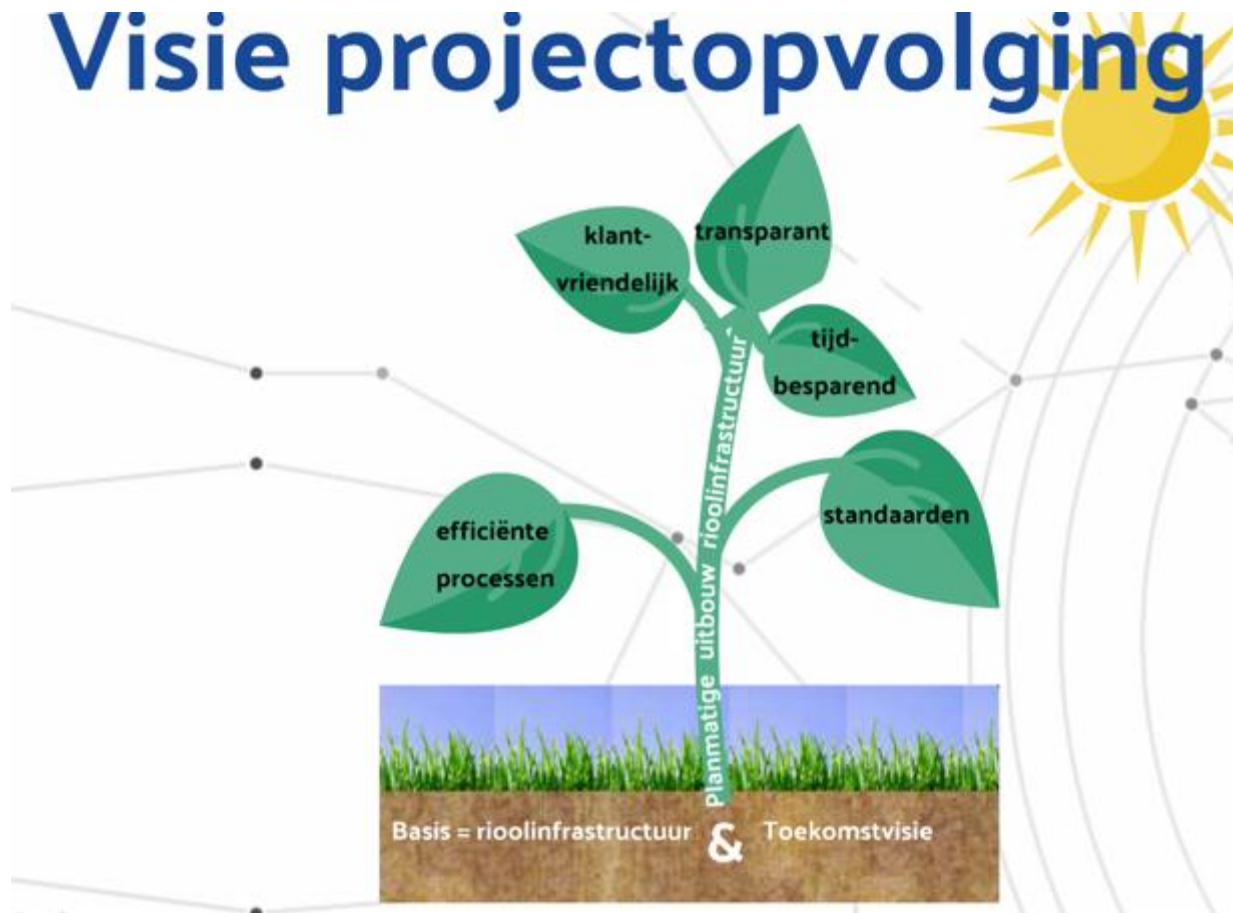 Visie projectopvolging
klant-
vriendelijk
transparant
tijd-
besparend
efficiënte
processen
standaarden
Planmatige uitbouw rioolinfrastructuur
Basis = rioolinfrastructuur & Toekomstvisie